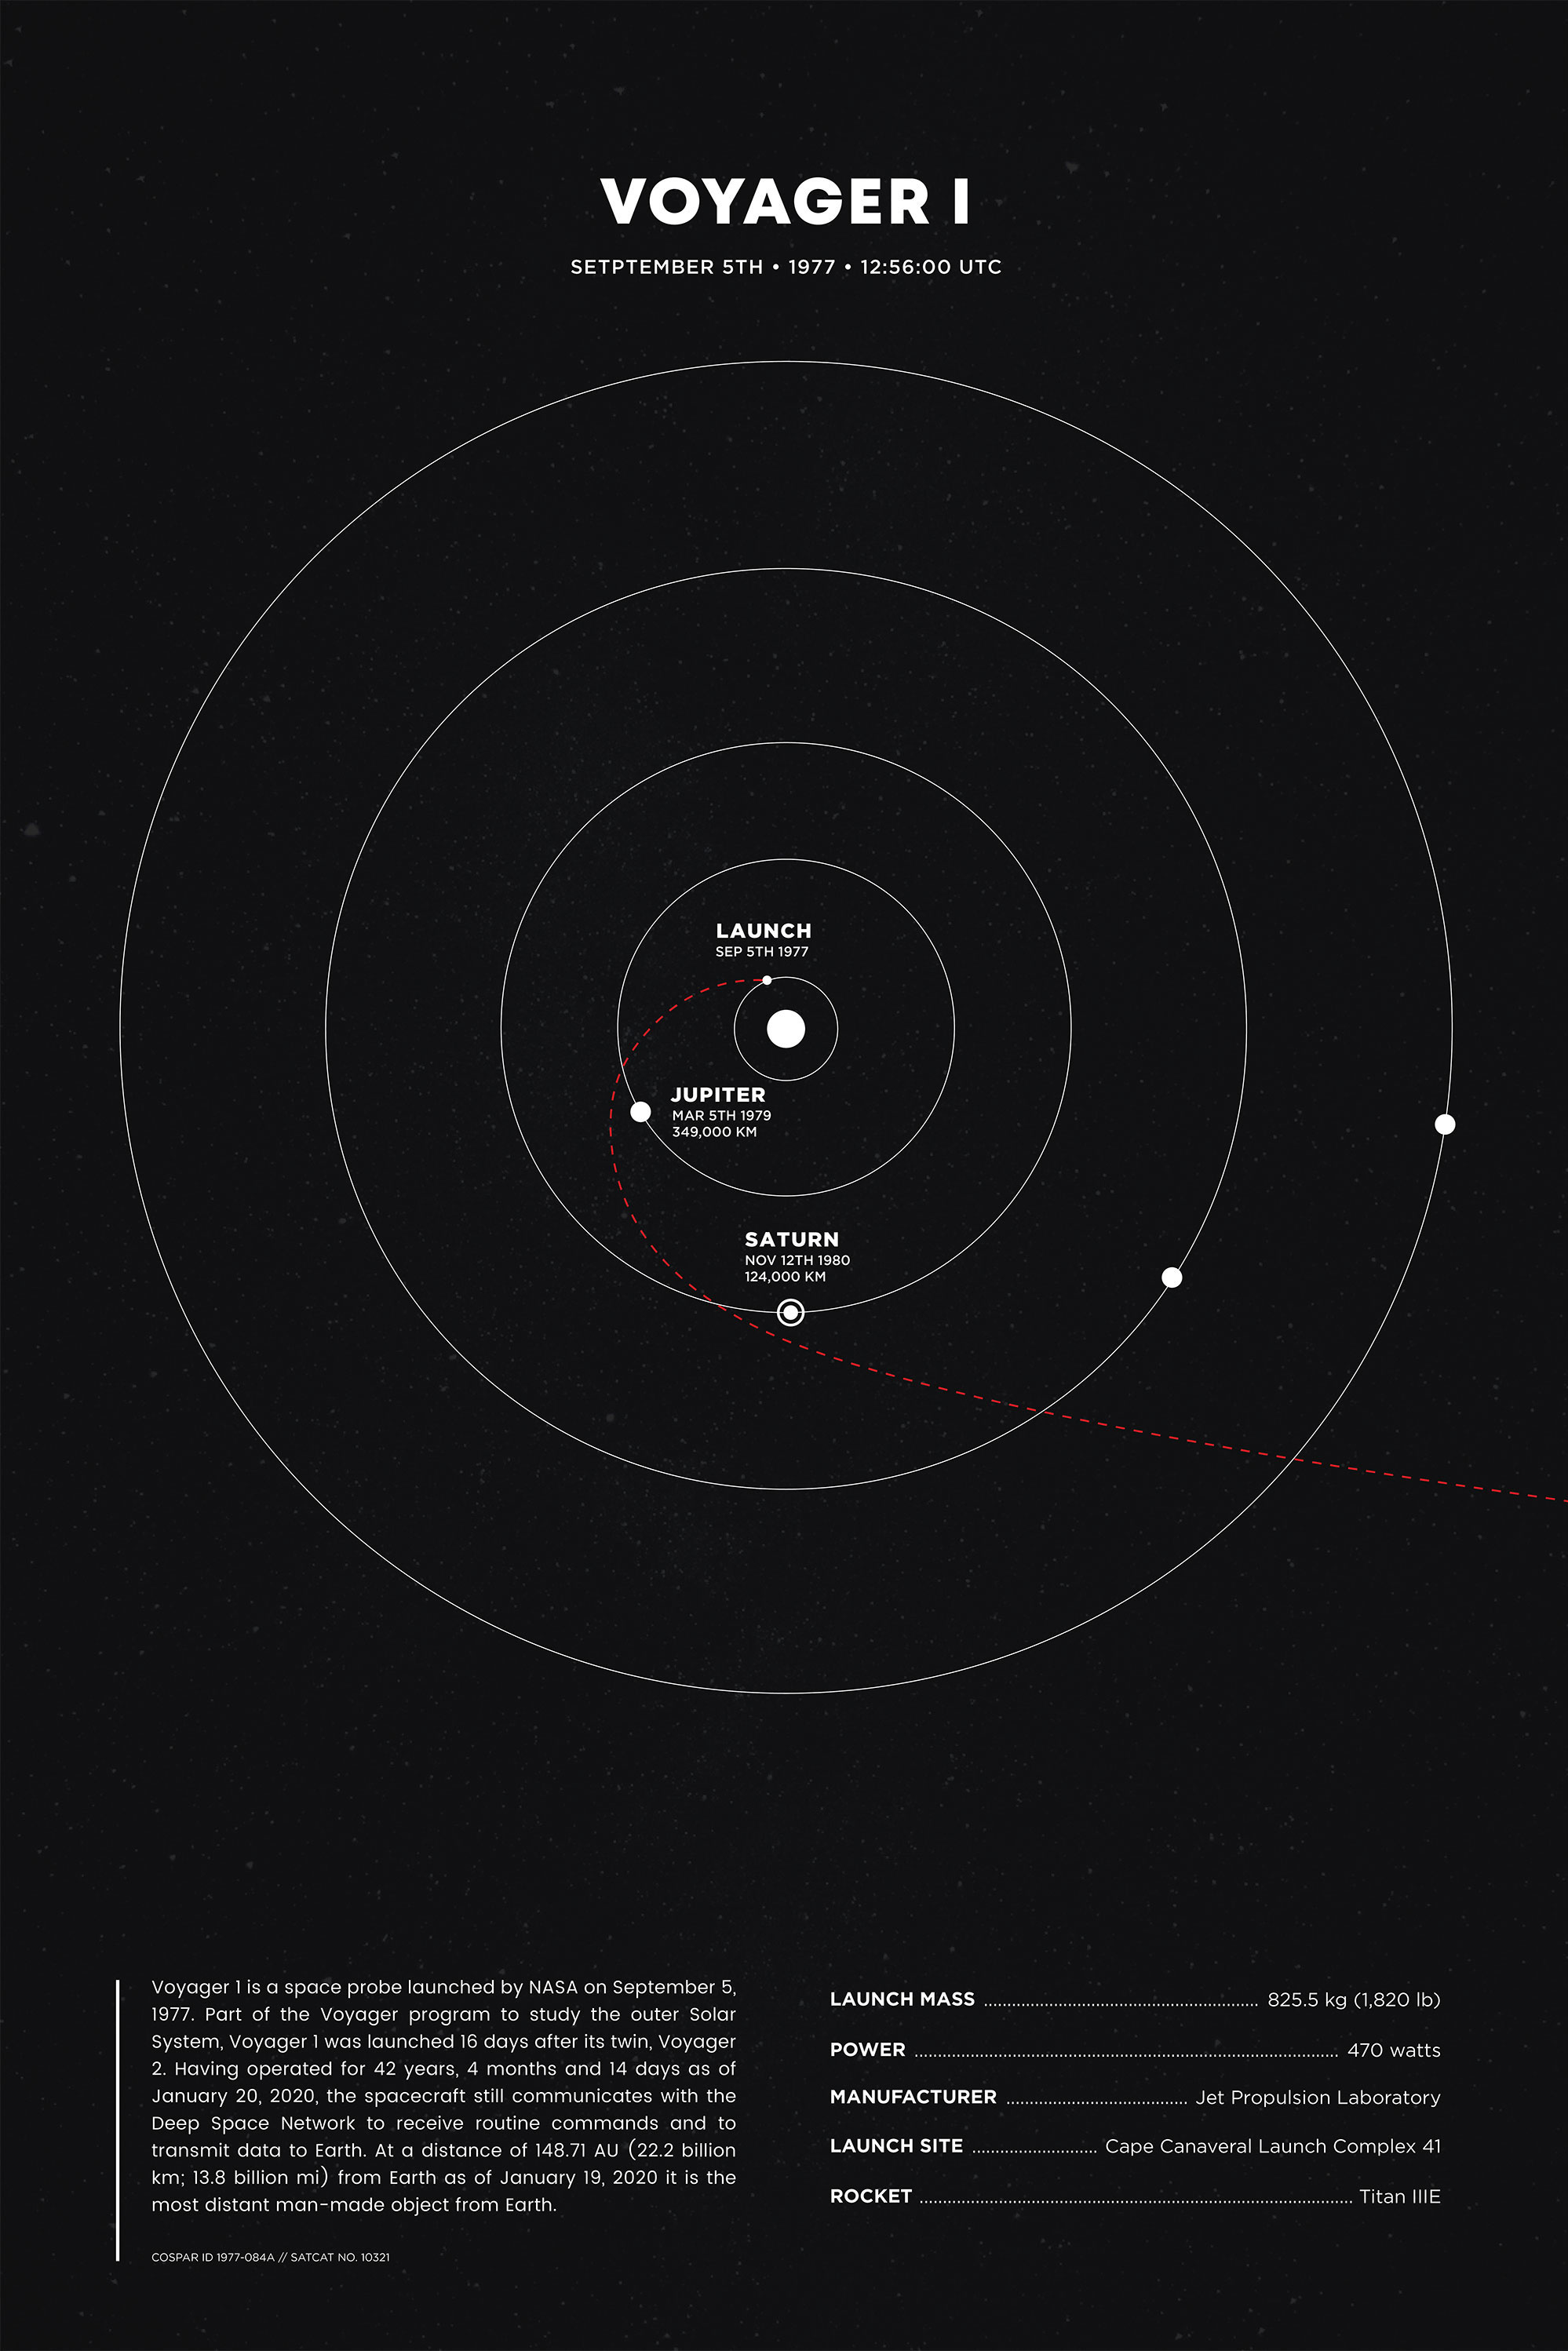 VOYAGER I
SETPTEMBER 5TH • 1977 • 12:56:00 UTC
LAUNCH
SEP 5TH 1977
JUPITER
MAR 5TH 1979
349,000 KM
SATURN
NOV 12TH 1980
124,000 KM
Voyager 1 is a space probe launched by NASA on September 5,
1977. Part of the Voyager program to study the outer Solar
System, Voyager 1 was launched 16 days after its twin, Voyager
2. Having operated for 42 years, 4 months and 14 days as of
January 20, 2020, the spacecraft still communicates with the
Deep Space Network to receive routine commands and to
transmit data to Earth. At a distance of 148.71 AU (22.2 billion
km; 13.8 billion mi) from Earth as of January 19, 2020 it is the
most distant man-made object from Earth.
COSPAR ID 1977-084A // SATCAT NO. 10321
LAUNCH MASS ........................ 825.5 kg (1,820 lb)
POWER ........................ 470 watts
MANUFACTURER ........................ Jet Propulsion Laboratory
LAUNCH SITE ........................ Cape Canaveral Launch Complex 41
ROCKET ........................ Titan IIIE